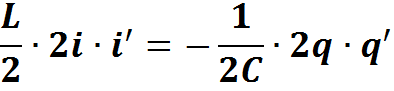 L/2 · 2i · i′ = − 1/2C · 2q · q′